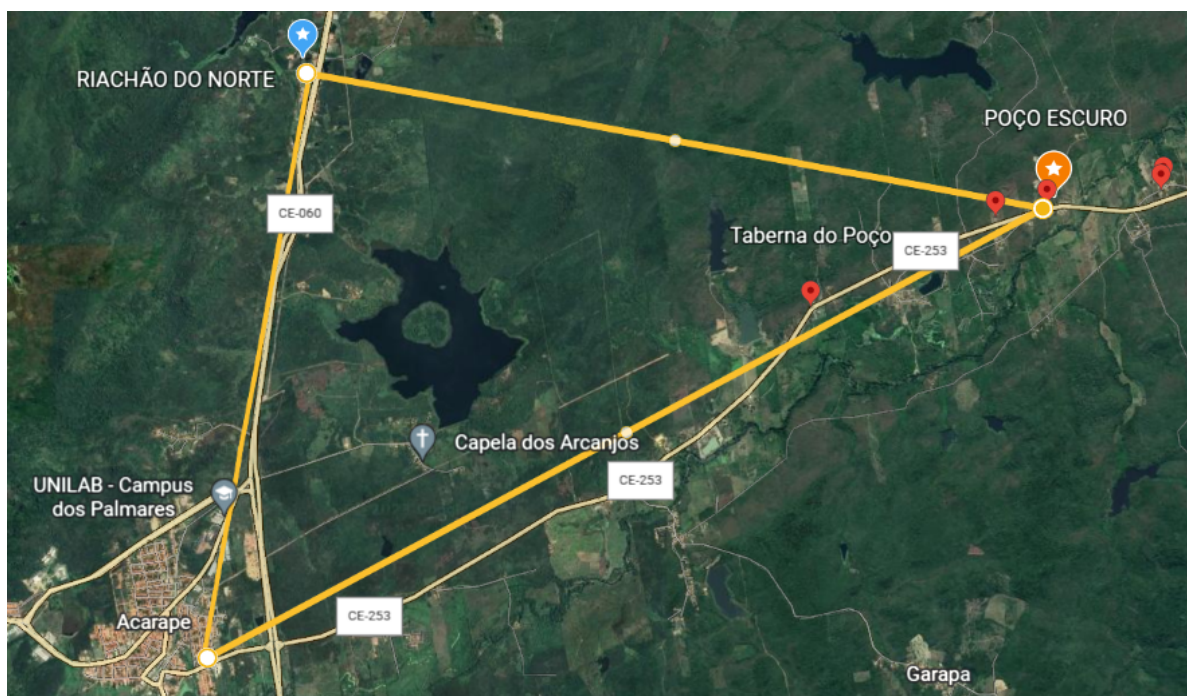 RIACHÃO DO NORTE
POÇO ESCURO
CE-060
Taberna do Poço
CE-253
Capela dos Arcanjos
CE-253
UNILAB - Campus
dos Palmares
CE-253
Acarape
Garapa